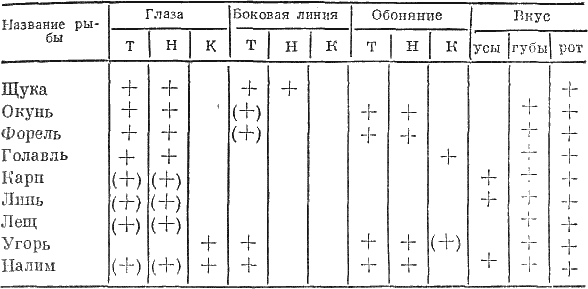 Название ры-
бы
Глаза Боковая линия Обоняние Вкус
Т Н К Т Н К Т Н К усы губы рот
Щука + + + + +
Окунь + + (+) + + + +
Форель + + (+) + + + +
Голавль + + + + +
Карп (+) (+) + + +
Линь (+) (+) + + +
Лещ (+) (+) + +
Угорь + + + + (+) + +
Налим (+) (+) + + + + + + +